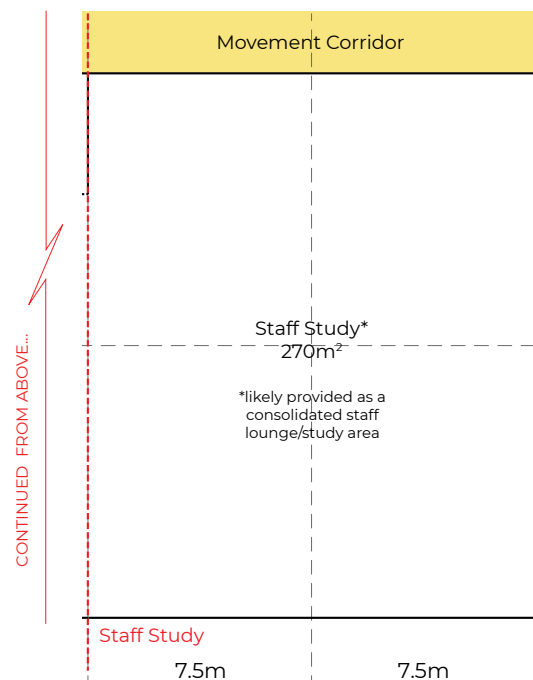 Movement Corridor
CONTINUED FROM ABOVE...
Staff Study*
270m²
*likely provided as a
consolidated staff
lounge/study area
Staff Study
7.5m
7.5m